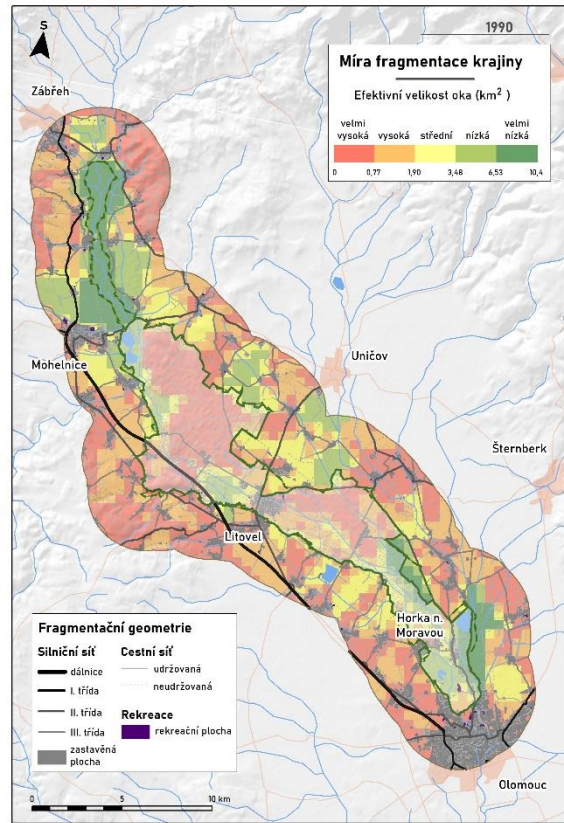 S
1990
Míra fragmentace krajiny
Efektivní velikost oka (km²)
velmi vysoká
vysoká
střední
nízká
velmi nízká
0
0,77
1,90
3,48
6,53
10,4
Zábřeh
Mohelnice
Uničov
Šternberk
Litovel
Horka n.
Moravou
Olomouc
Fragmentační geometrie
Silniční síť
dálnice
I. třída
II. třída
III. třída
zastavěná
plocha
Cestní síť
udržovaná
neudržovaná
Rekreace
rekreační plocha
0
5
10 km